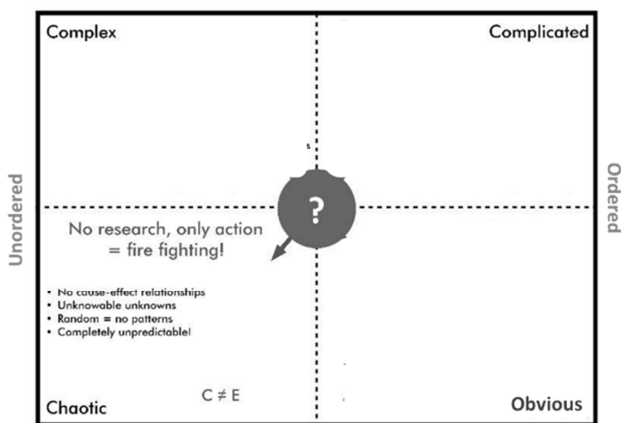 Complex
Complicated
s
Unordered
Ordered
?
No research, only action
= fire fighting!
• No cause-effect relationships
• Unknowable unknowns
• Random = no patterns
• Completely unpredictable!
C ≠ E
Chaotic
Obvious